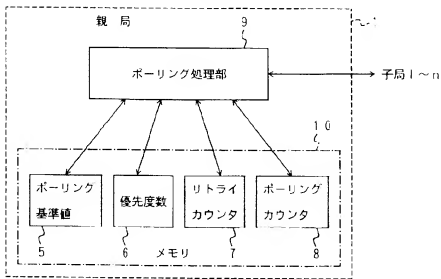 親局
9
ポーリング処理部
子局1~n
10
ポーリング
基準値
優先度数
リトライ
カウンタ
ポーリング
カウンタ
5
6
メモリ
7
8